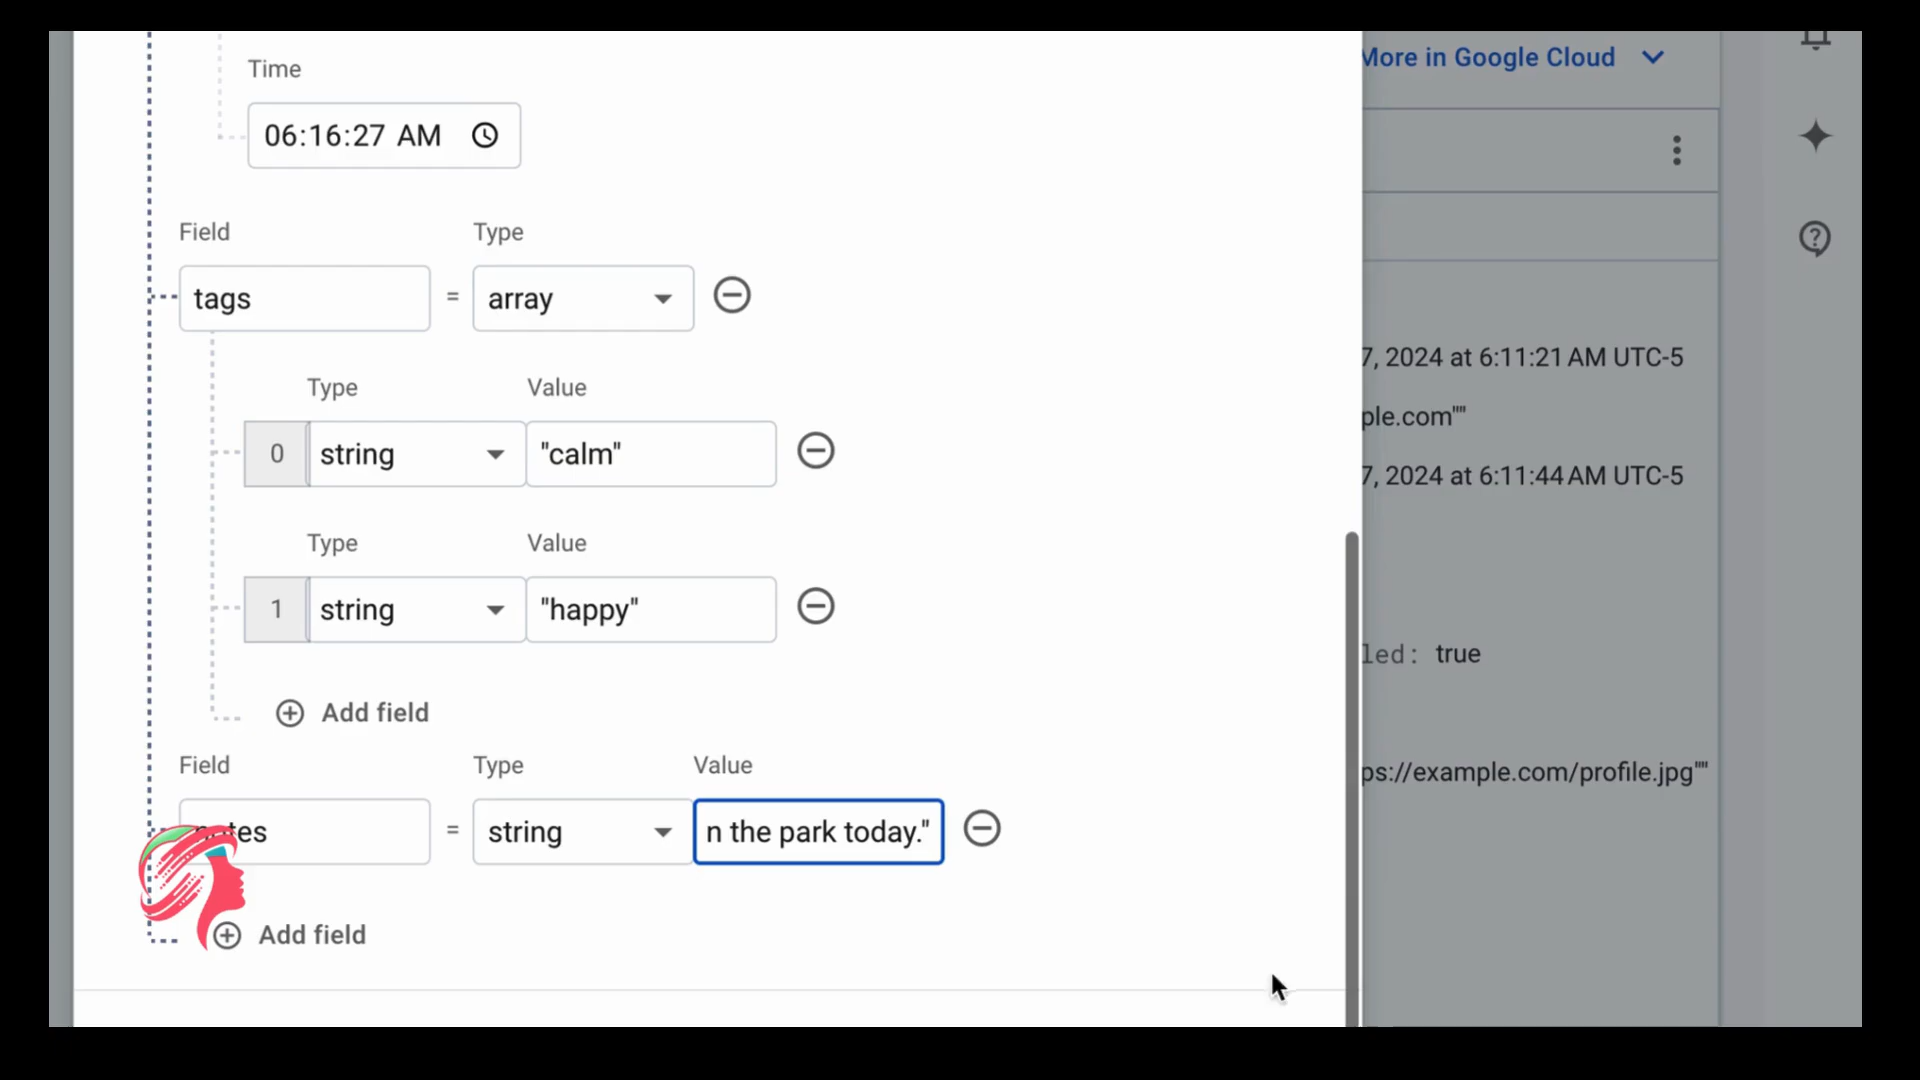 Time
06:16:27 AM
More in Google Cloud
Field Type
tags = array
7, 2024 at 6:11:21 AM UTC-5
Type Value
ple.com""
0 string "calm"
7, 2024 at 6:11:44 AM UTC-5
Type Value
1 string "happy"
led: true
Add field
Field Type Value
ps://example.com/profile.jpg""
notes = string n the park today."
Add field